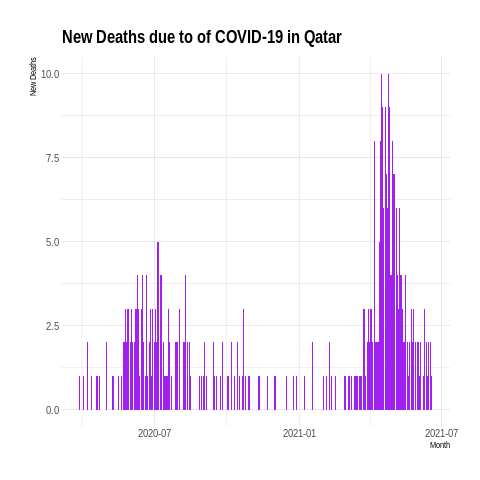 New Deaths due to of COVID-19 in Qatar
New Deaths
10.0
7.5
5.0
2.5
0.0
2020-07
2021-01
2021-07
Month